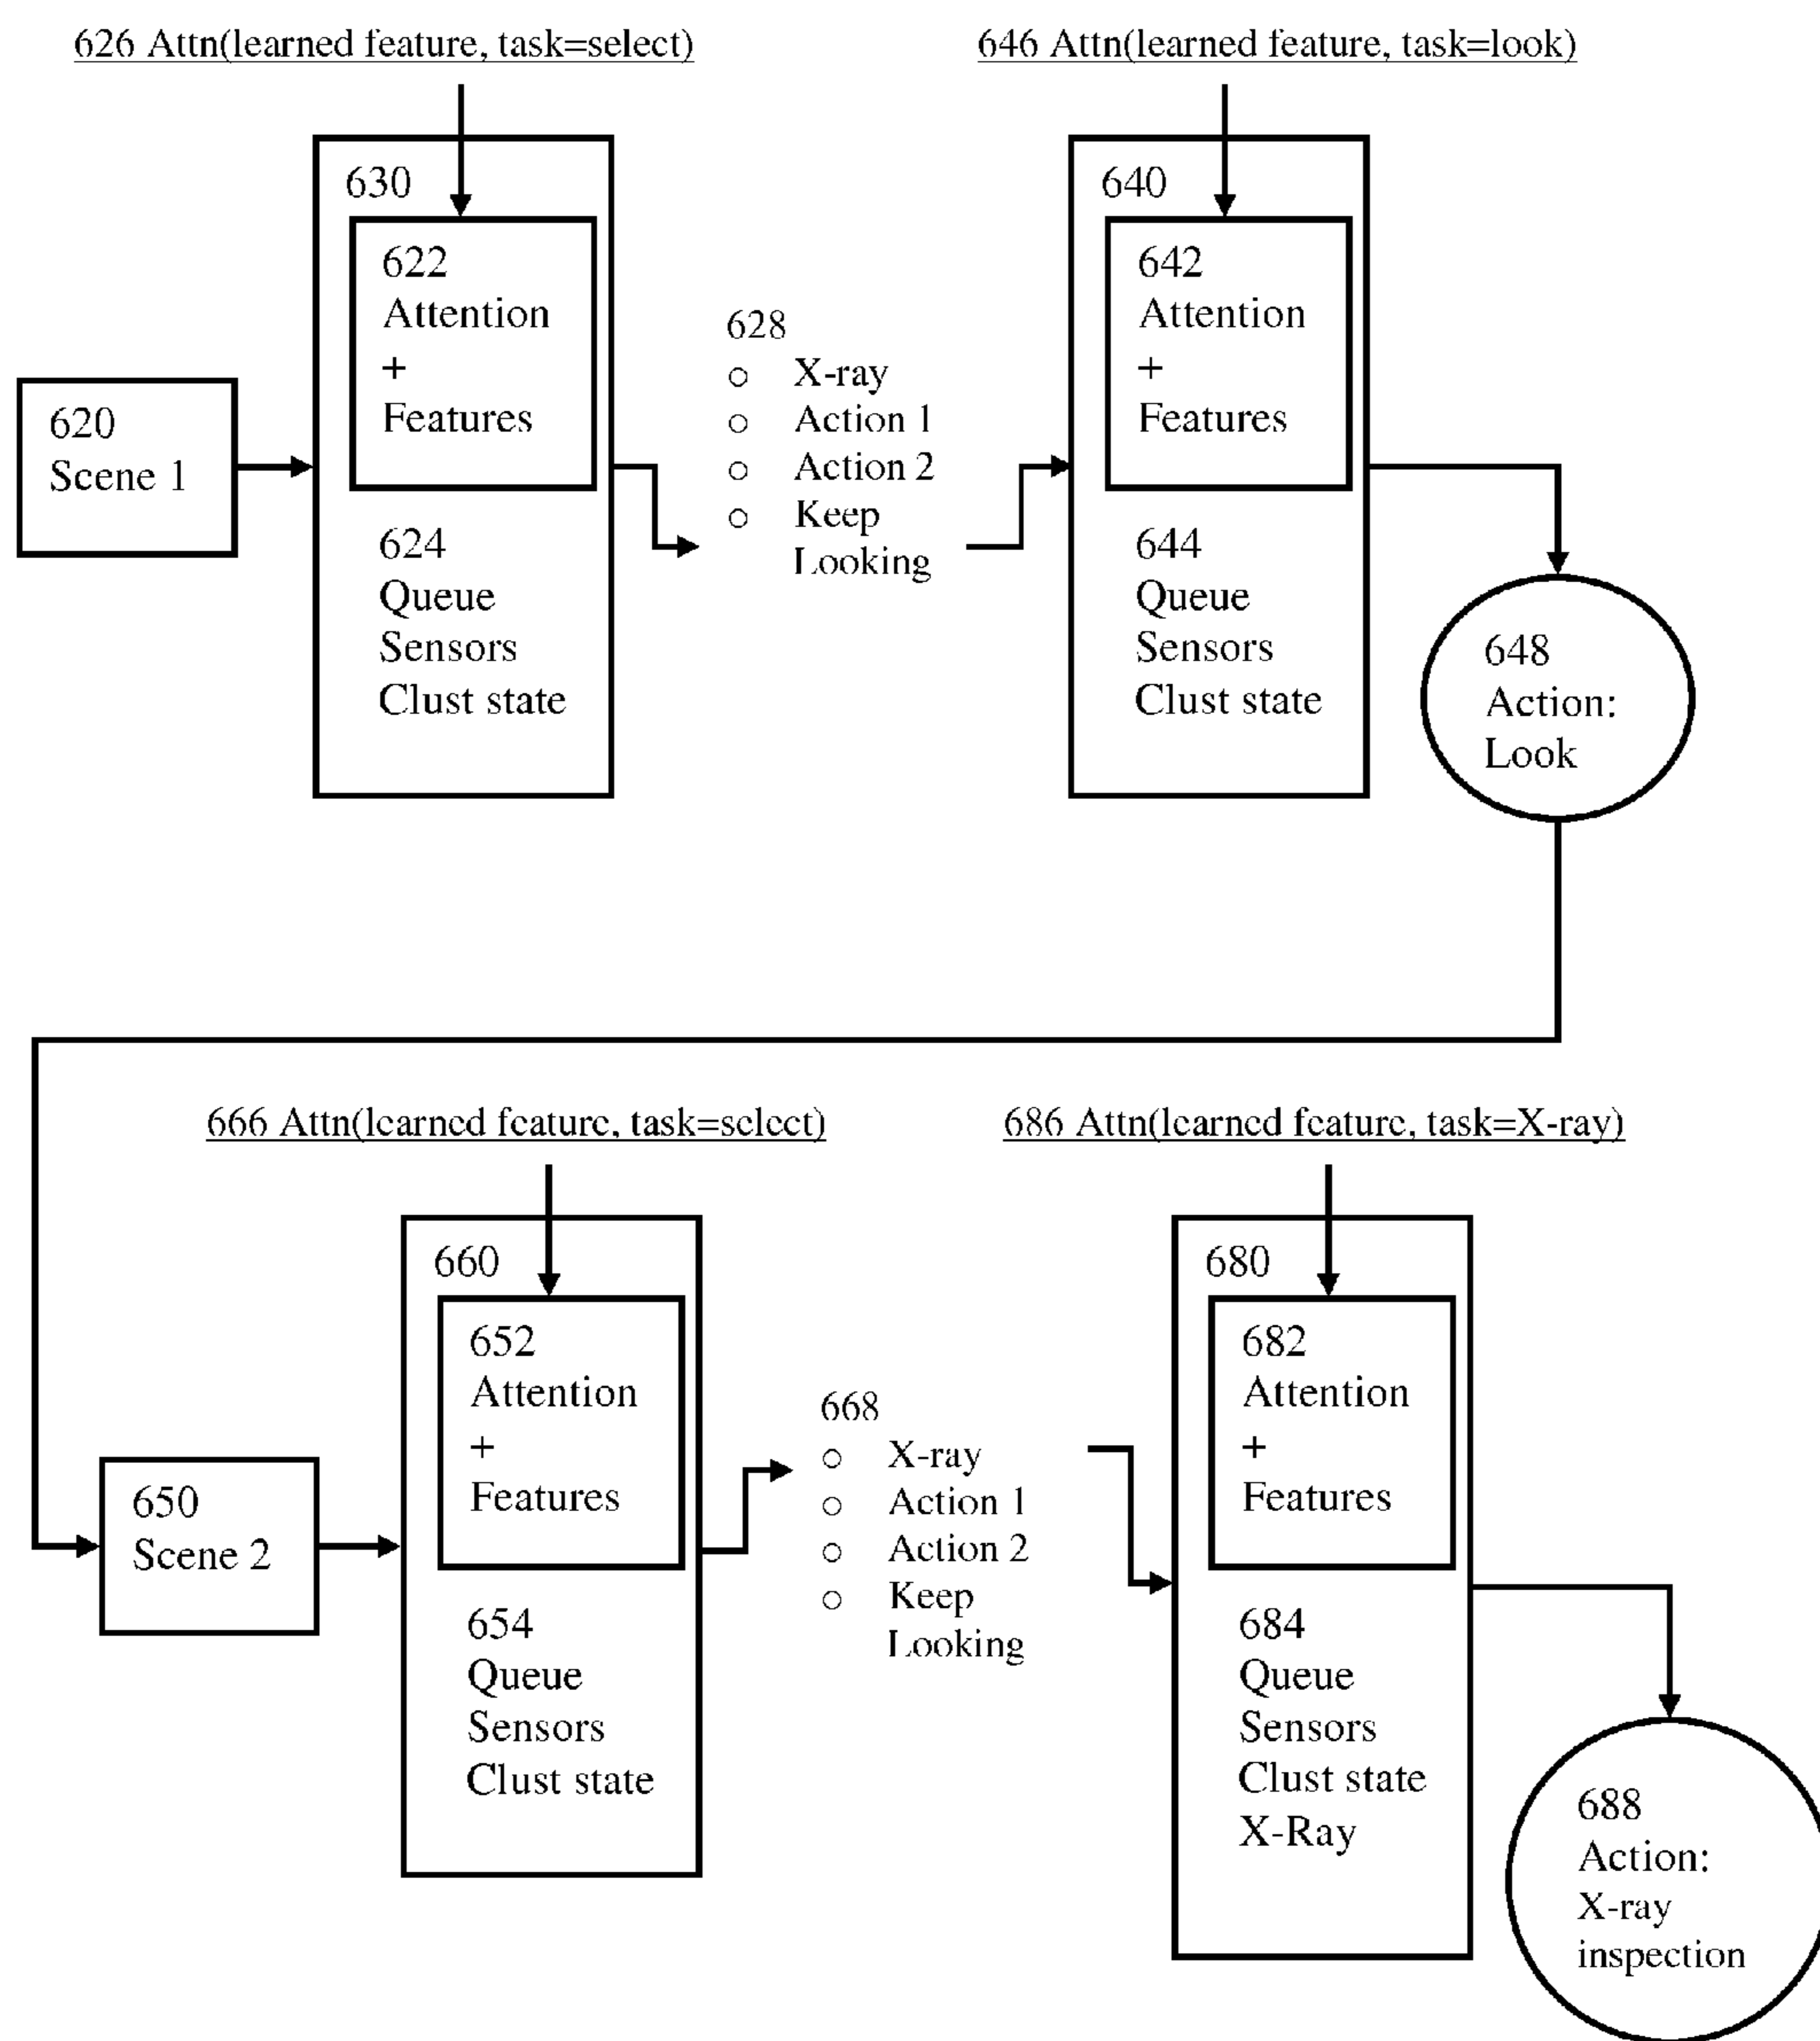 626 Attn(learned feature, task=select)
646 Attn(learned feature, task=look)
630
622
Attention
+
Features
624
Queue
Sensors
Clust state
620
Scene 1
628
○ X-ray
○ Action 1
○ Action 2
○ Keep
Looking
640
642
Attention
+
Features
644
Queue
Sensors
Clust state
648
Action:
Look
666 Attn(learned feature, task=select)
686 Attn(learned feature, task=X-ray)
650
Scene 2
660
652
Attention
+
Features
654
Queue
Sensors
Clust state
668
○ X-ray
○ Action 1
○ Action 2
○ Keep
Looking
680
682
Attention
+
Features
684
Queue
Sensors
Clust state
X-Ray
688
Action:
X-ray
inspection